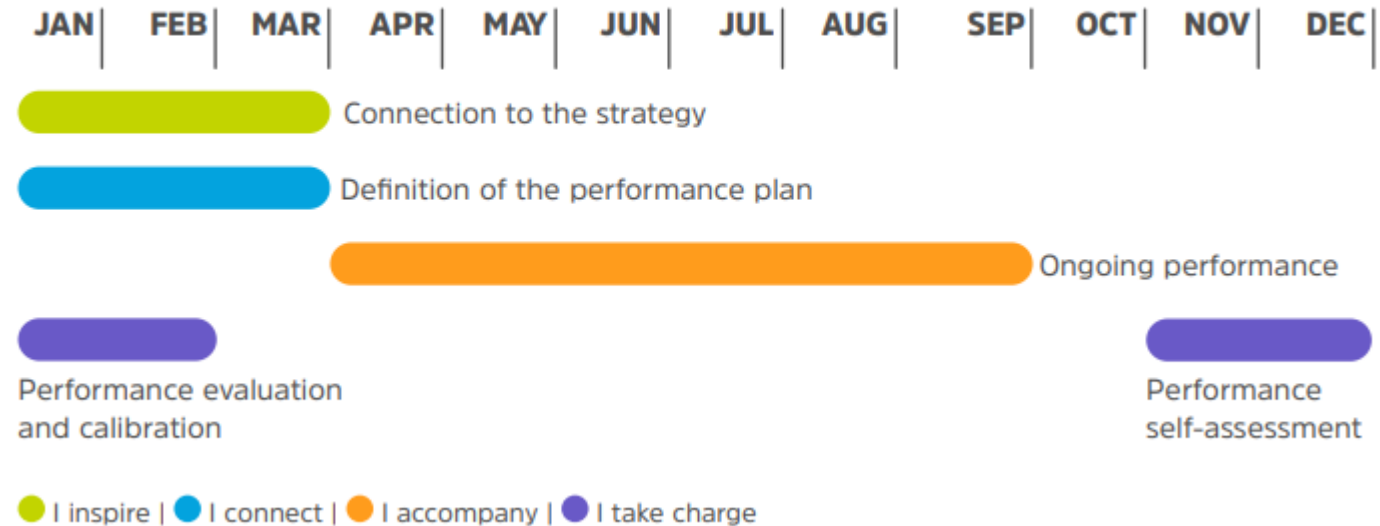 JAN FEB MAR APR MAY JUN JUL AUG SEP OCT NOV DEC
Connection to the strategy
Definition of the performance plan
Ongoing performance
Performance evaluation
and calibration
Performance
self-assessment
I inspire | I connect | I accompany | I take charge